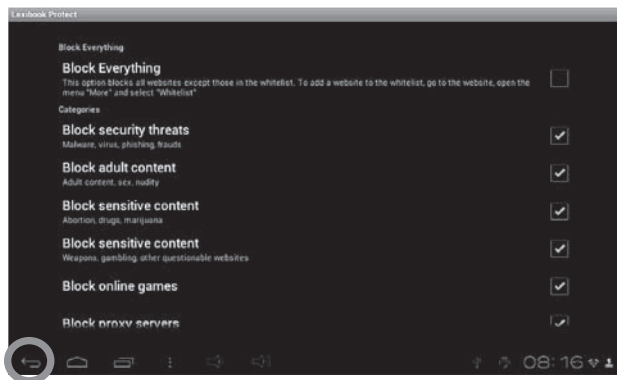 Lexibook Protect
Block Everything
Block Everything
This option blocks all websites except those in the whitelist. To add a website to the whitelist, go to the website, open the
menu "More" and select "Whitelist"
Categories
Block security threats
Malware, virus, phishing, frauds
Block adult content
Adult content, sex, nudity
Block sensitive content
Abortion, drugs, marijuana
Block sensitive content
Weapons, gambling, other questionable websites
Block online games
Block proxy servers
08:16